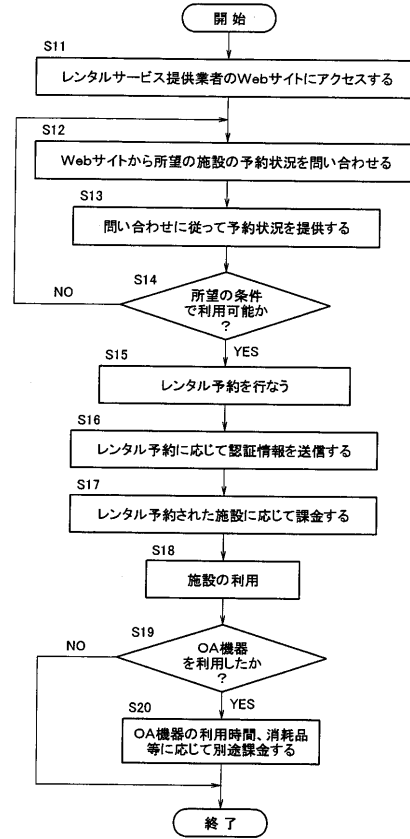 開始
S11
レンタルサービス提供業者のWebサイトにアクセスする
S12
Webサイトから所望の施設の予約状況を問い合わせる
S13
問い合わせに従って予約状況を提供する
S14
所望の条件
で利用可能か
?
NO
YES
S15
レンタル予約を行なう
S16
レンタル予約に応じて認証情報を送信する
S17
レンタル予約された施設に応じて課金する
S18
施設の利用
S19
OA機器
を利用したか
?
NO
YES
S20
OA機器の利用時間、消耗品
等に応じて別途課金する
終了